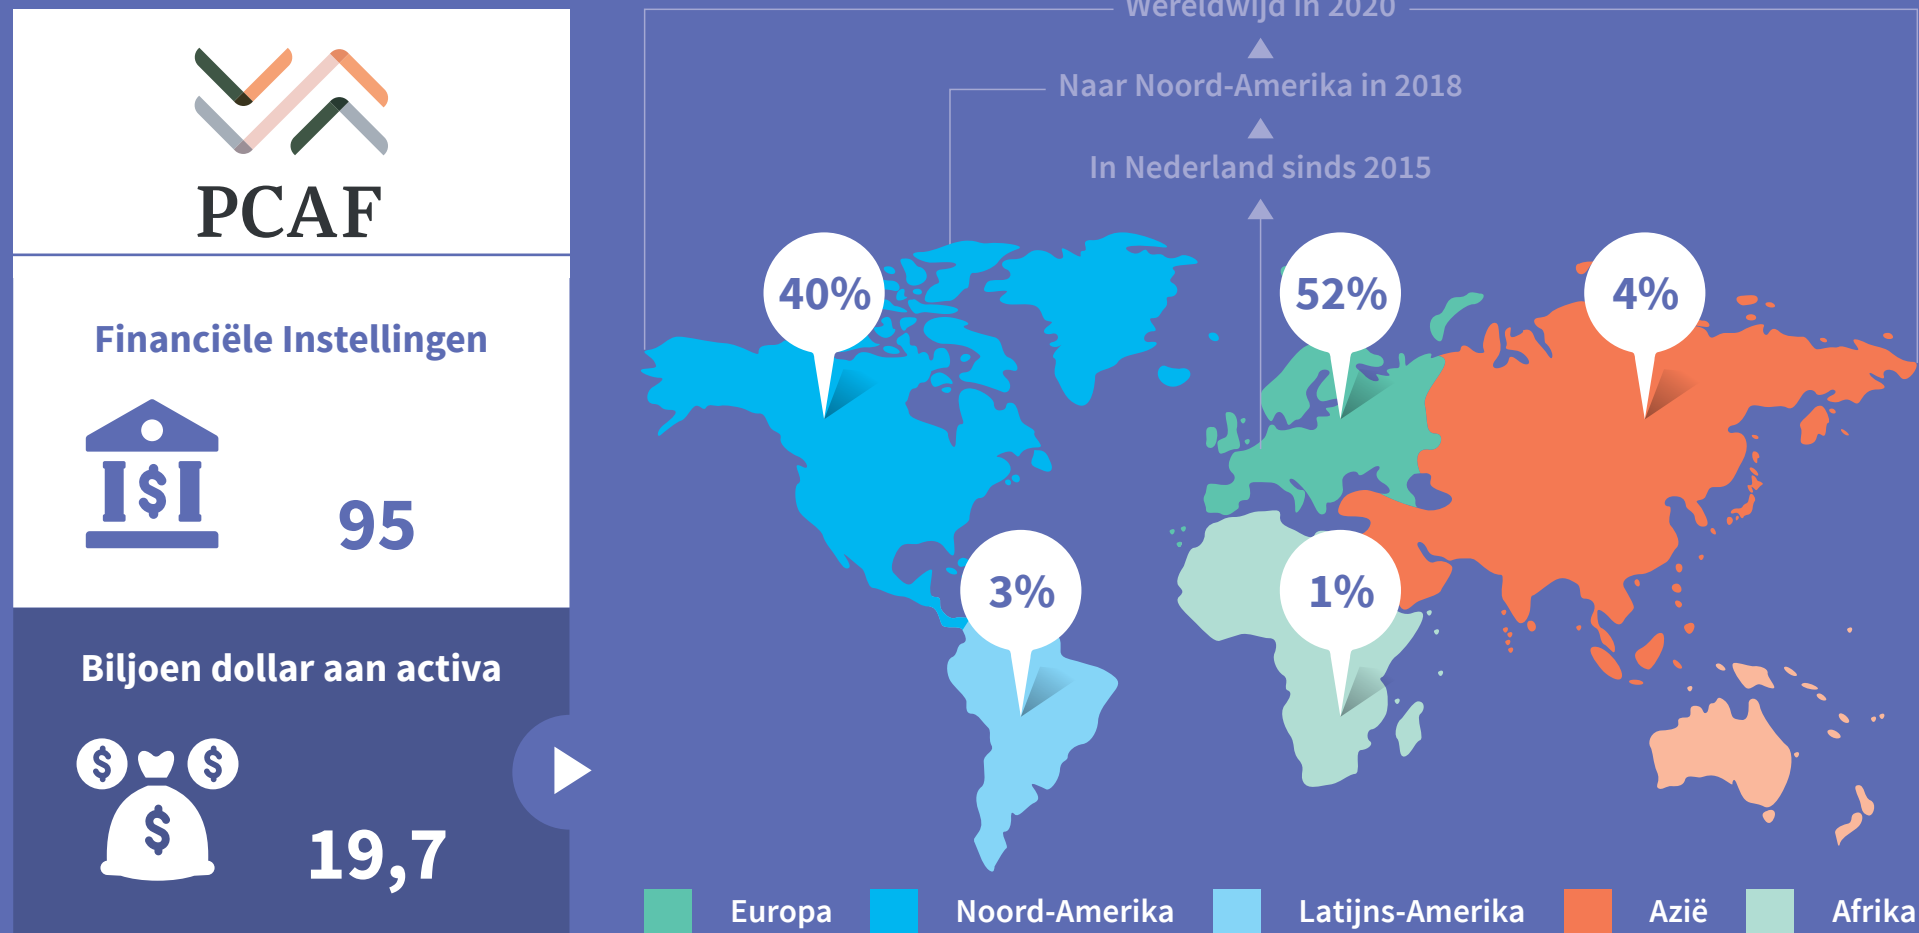 PCAF
Financiële Instellingen
$
95
Biljoen dollar aan activa
$
$
$
19,7
Wereldwijd in 2020
Naar Noord-Amerika in 2018
In Nederland sinds 2015
40%
52%
4%
3%
1%
Europa
Noord-Amerika
Latijns-Amerika
Azië
Afrika